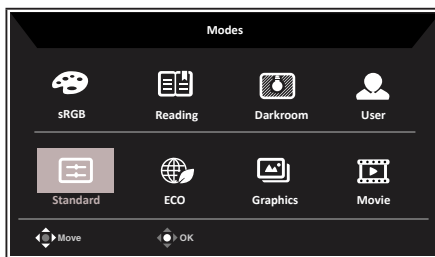 Modes
sRGB Reading Darkroom User
Standard ECO Graphics Movie
Move OK